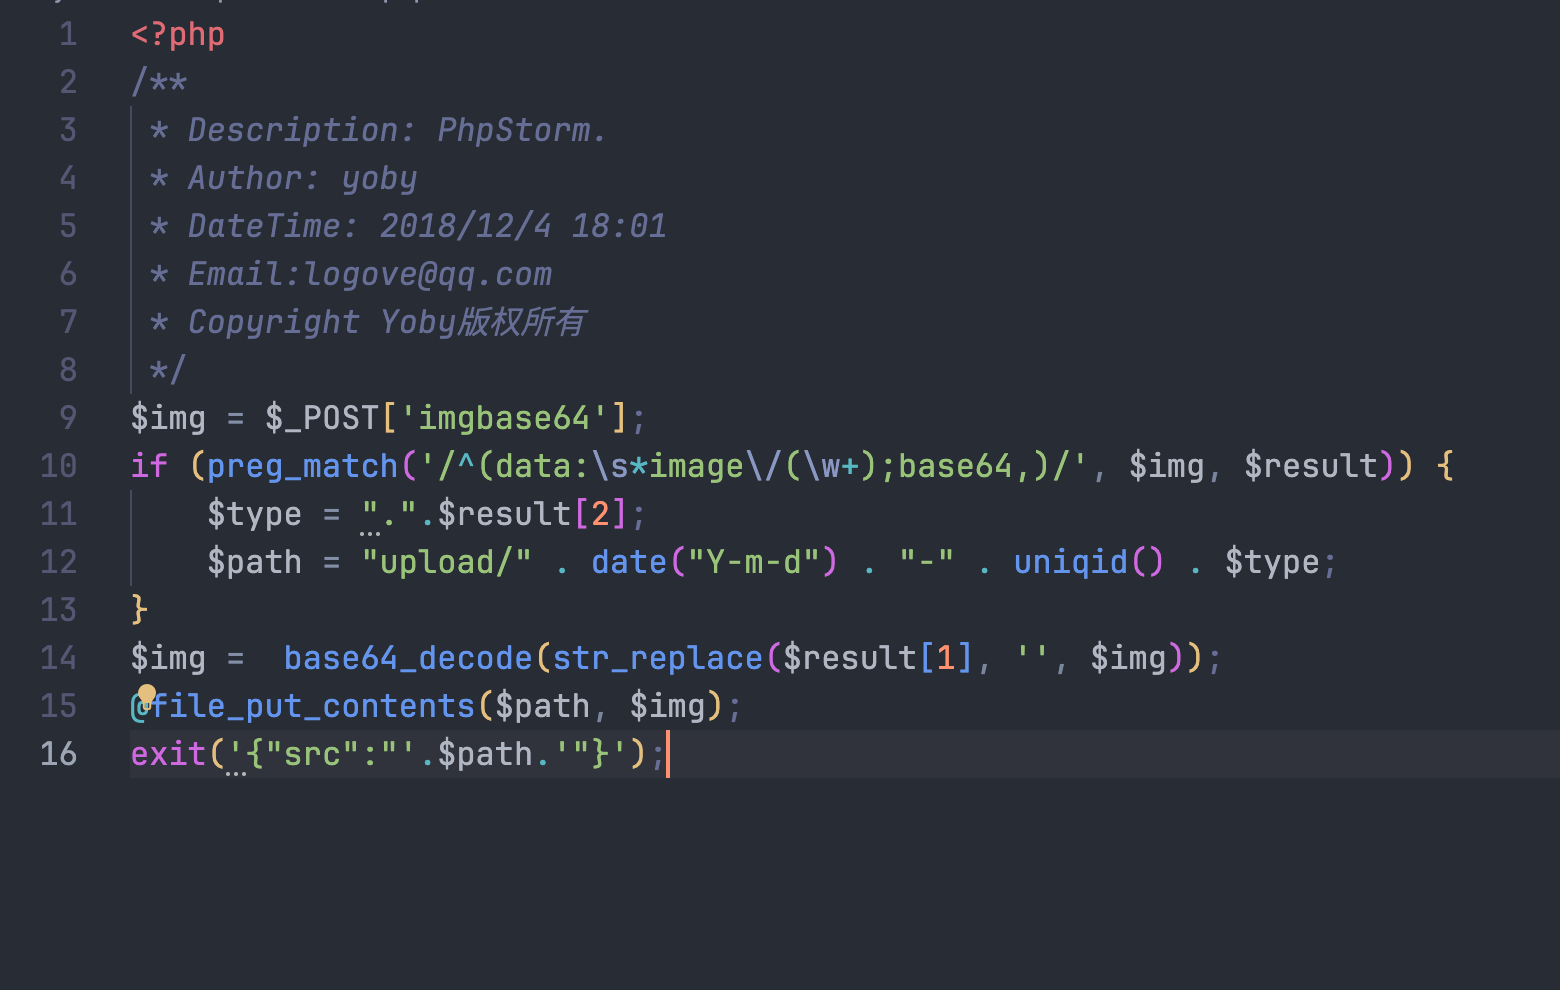 1 <?php
2 /**
3  * Description: PhpStorm.
4  * Author: yoby
5  * DateTime: 2018/12/4 18:01
6  * Email:logove@qq.com
7  * Copyright Yoby版权所有
8  */
9 $img = $_POST['imgbase64'];
10 if (preg_match('/^(data:\s*image\/(\w+);base64,)/', $img, $result)) {
11     $type = ".".$result[2];
12     $path = "upload/" . date("Y-m-d") . "-" . uniqid() . $type;
13 }
14 $img =  base64_decode(str_replace($result[1], '', $img));
15 @file_put_contents($path, $img);
16 exit('{"src":"'.$path.'"}');